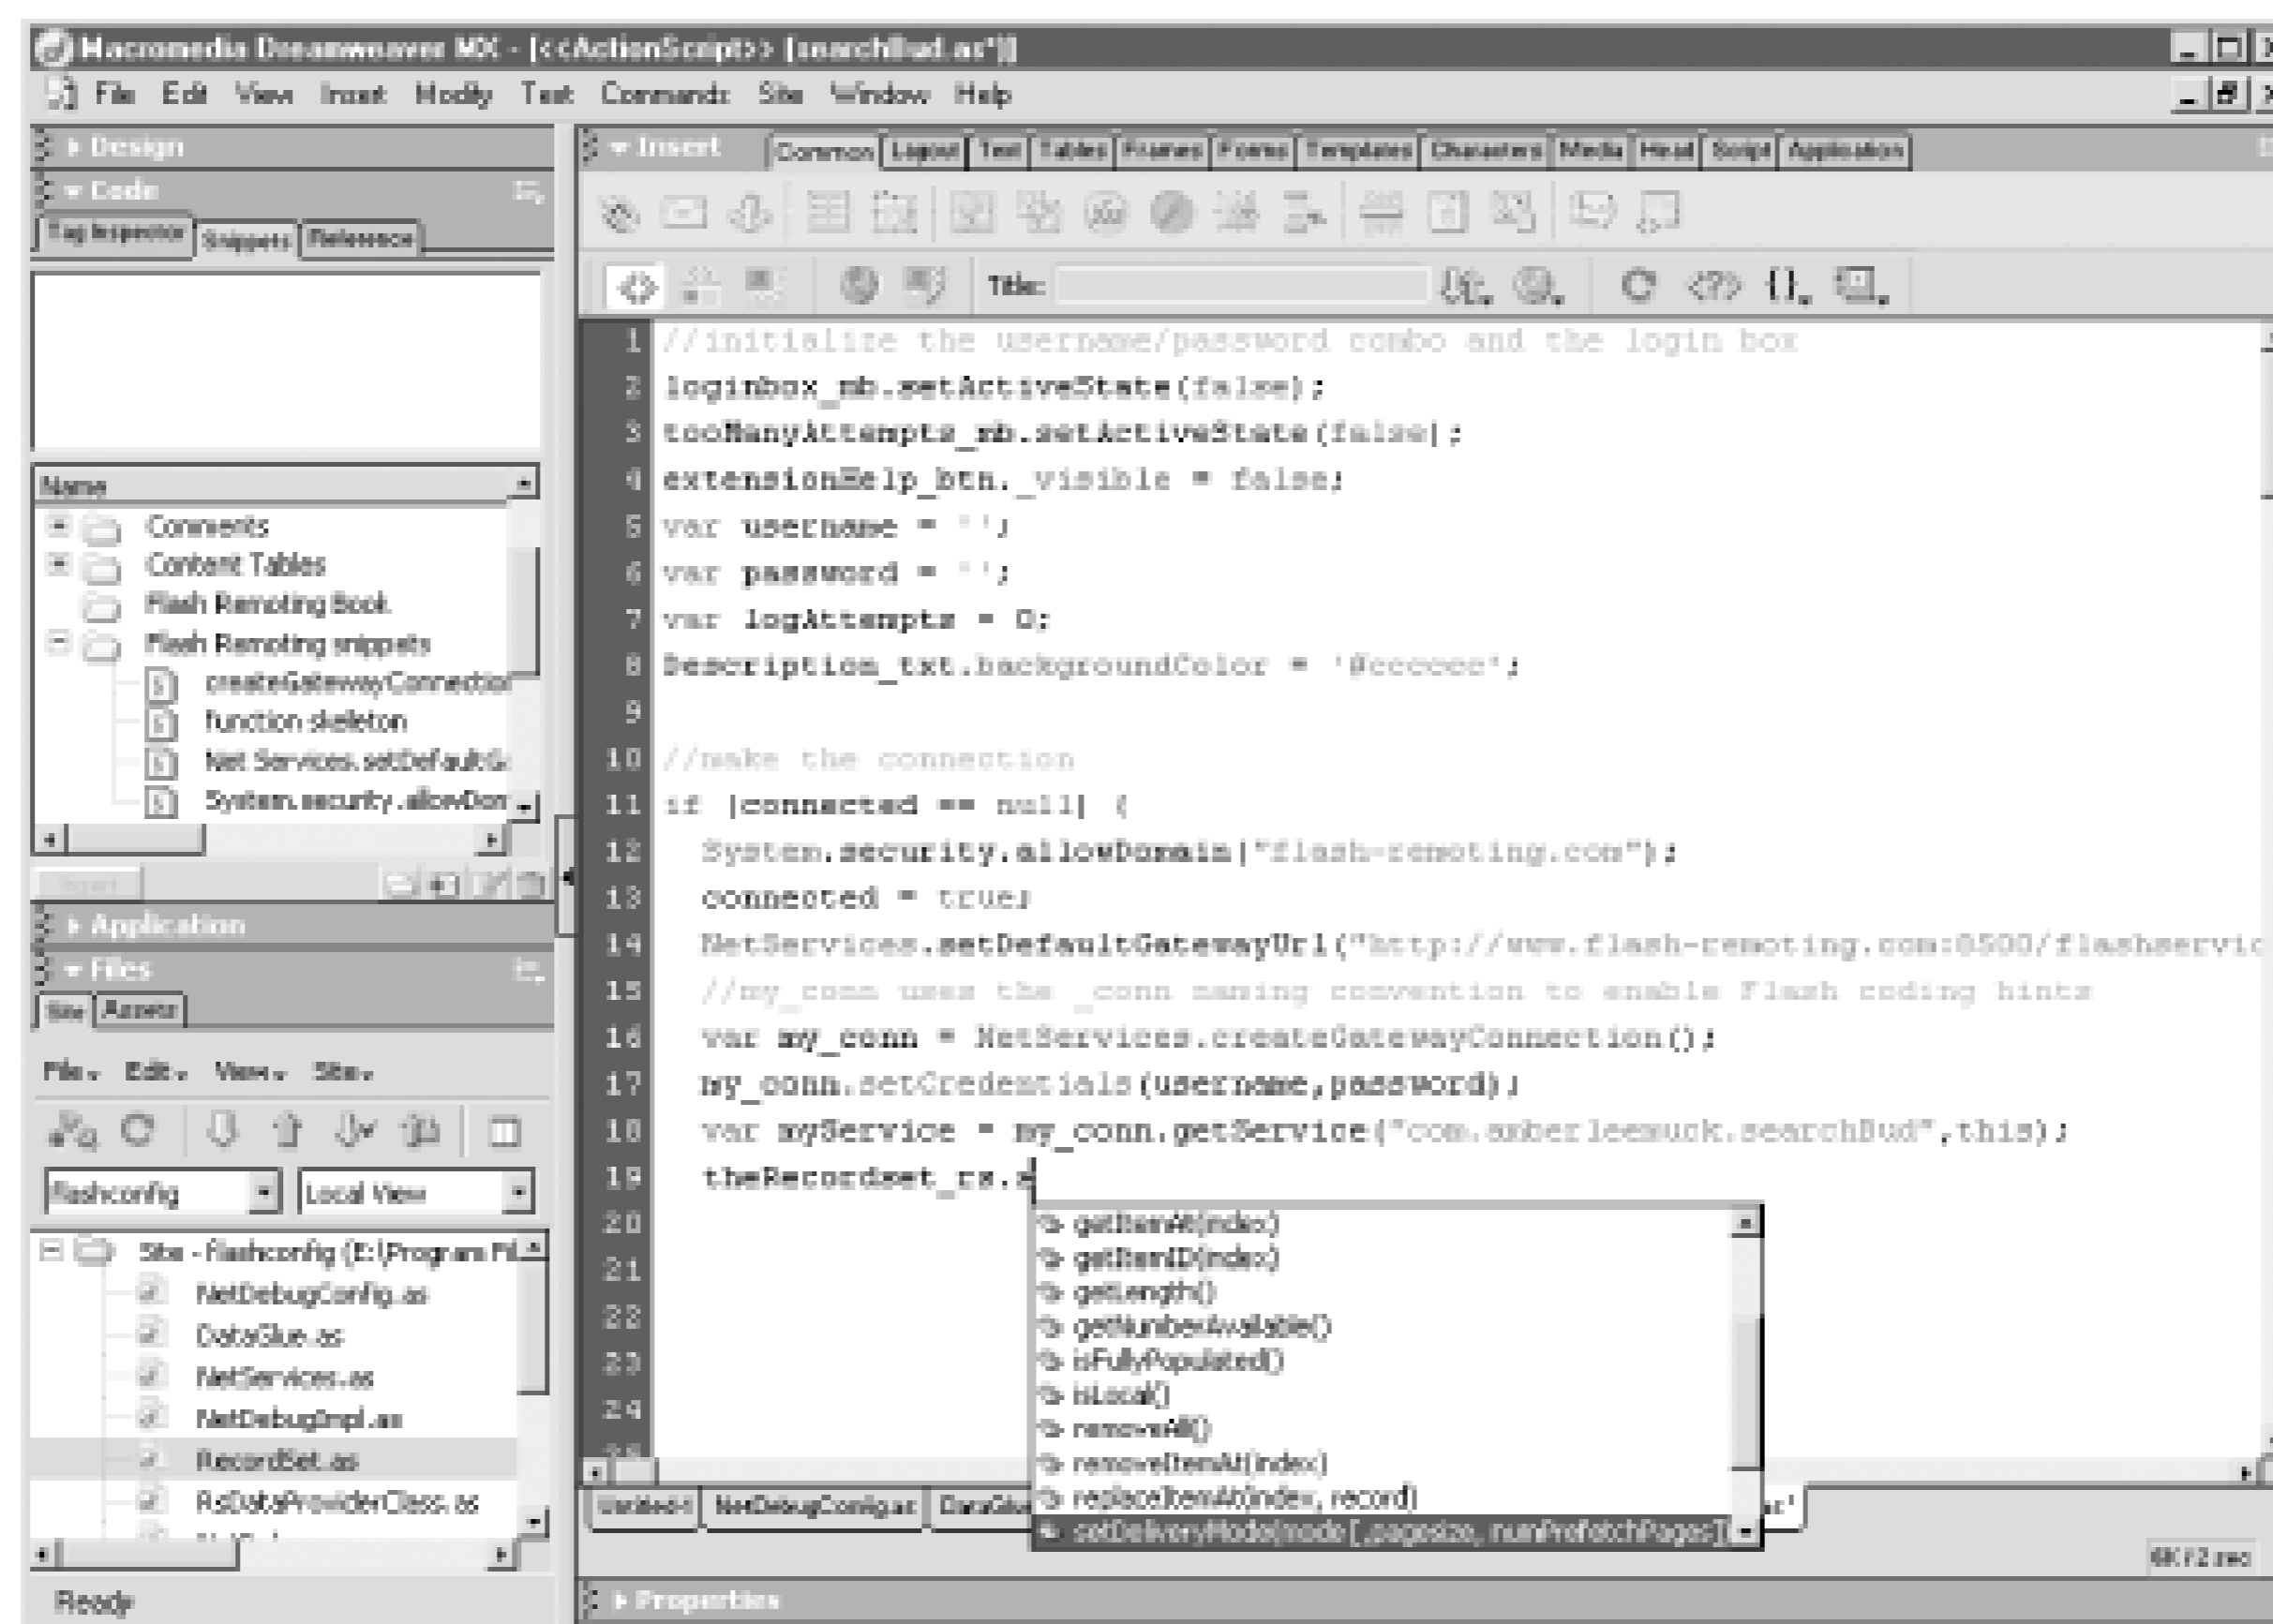 Macromedia Dreamweaver MX - [<<ActionScript>> [searchBud.as*]]
File Edit View Insert Modify Text Commands Site Window Help
Design
Code
Tag Inspector Snippets Reference
Name
Comments
Content Tables
Flash Remoting Book
Flash Remoting snippets
createGatewayConnection
function skeleton
Net Services.setDefaultG
System.security.allowDom
Insert
Application
Files
Site Assets
File Edit View Site
flashconfig Local View
Site - flashconfig (E:\Program Fil
NetDebugConfig.as
DataGlue.as
NetServices.as
NetDebugImpl.as
RecordSet.as
RsDataProviderClass.as
Ready
Insert Common Layout Text Tables Frames Forms Templates Characters Media Head Script Application
Title:
1 //initialize the username/password combo and the login box
2 loginbox_mb.setActiveState(false);
3 tooManyAttempts_mb.setActiveState(false);
4 extensionHelp_btn._visible = false;
5 var username = '';
6 var password = '';
7 var logAttempts = 0;
8 Description_txt.backgroundColor = '#cccccc';
9
10 //make the connection
11 if (connected == null) {
12 System.security.allowDomain("flash-remoting.com");
13 connected = true;
14 NetServices.setDefaultGatewayUrl("http://www.flash-remoting.com:8500/flashservic
15 //my_conn uses the _conn naming convention to enable Flash coding hints
16 var my_conn = NetServices.createGatewayConnection();
17 my_conn.setCredentials(username,password);
18 var myService = my_conn.getService("com.amberleemuck.searchBud",this);
19 theRecordset_rs.s
20
21
22
23
24
25
getItemAt(index)
getItemID(index)
getLength()
getNumberAvailable()
isFullyPopulated()
isLocal()
removeAll()
removeItemAt(index)
replaceItemAt(index, record)
setDeliveryMode(mode [,pagesize, numPrefetchPages])
Untitled-1 NetDebugConfig.as DataGlue as*
6K / 2 sec
Properties